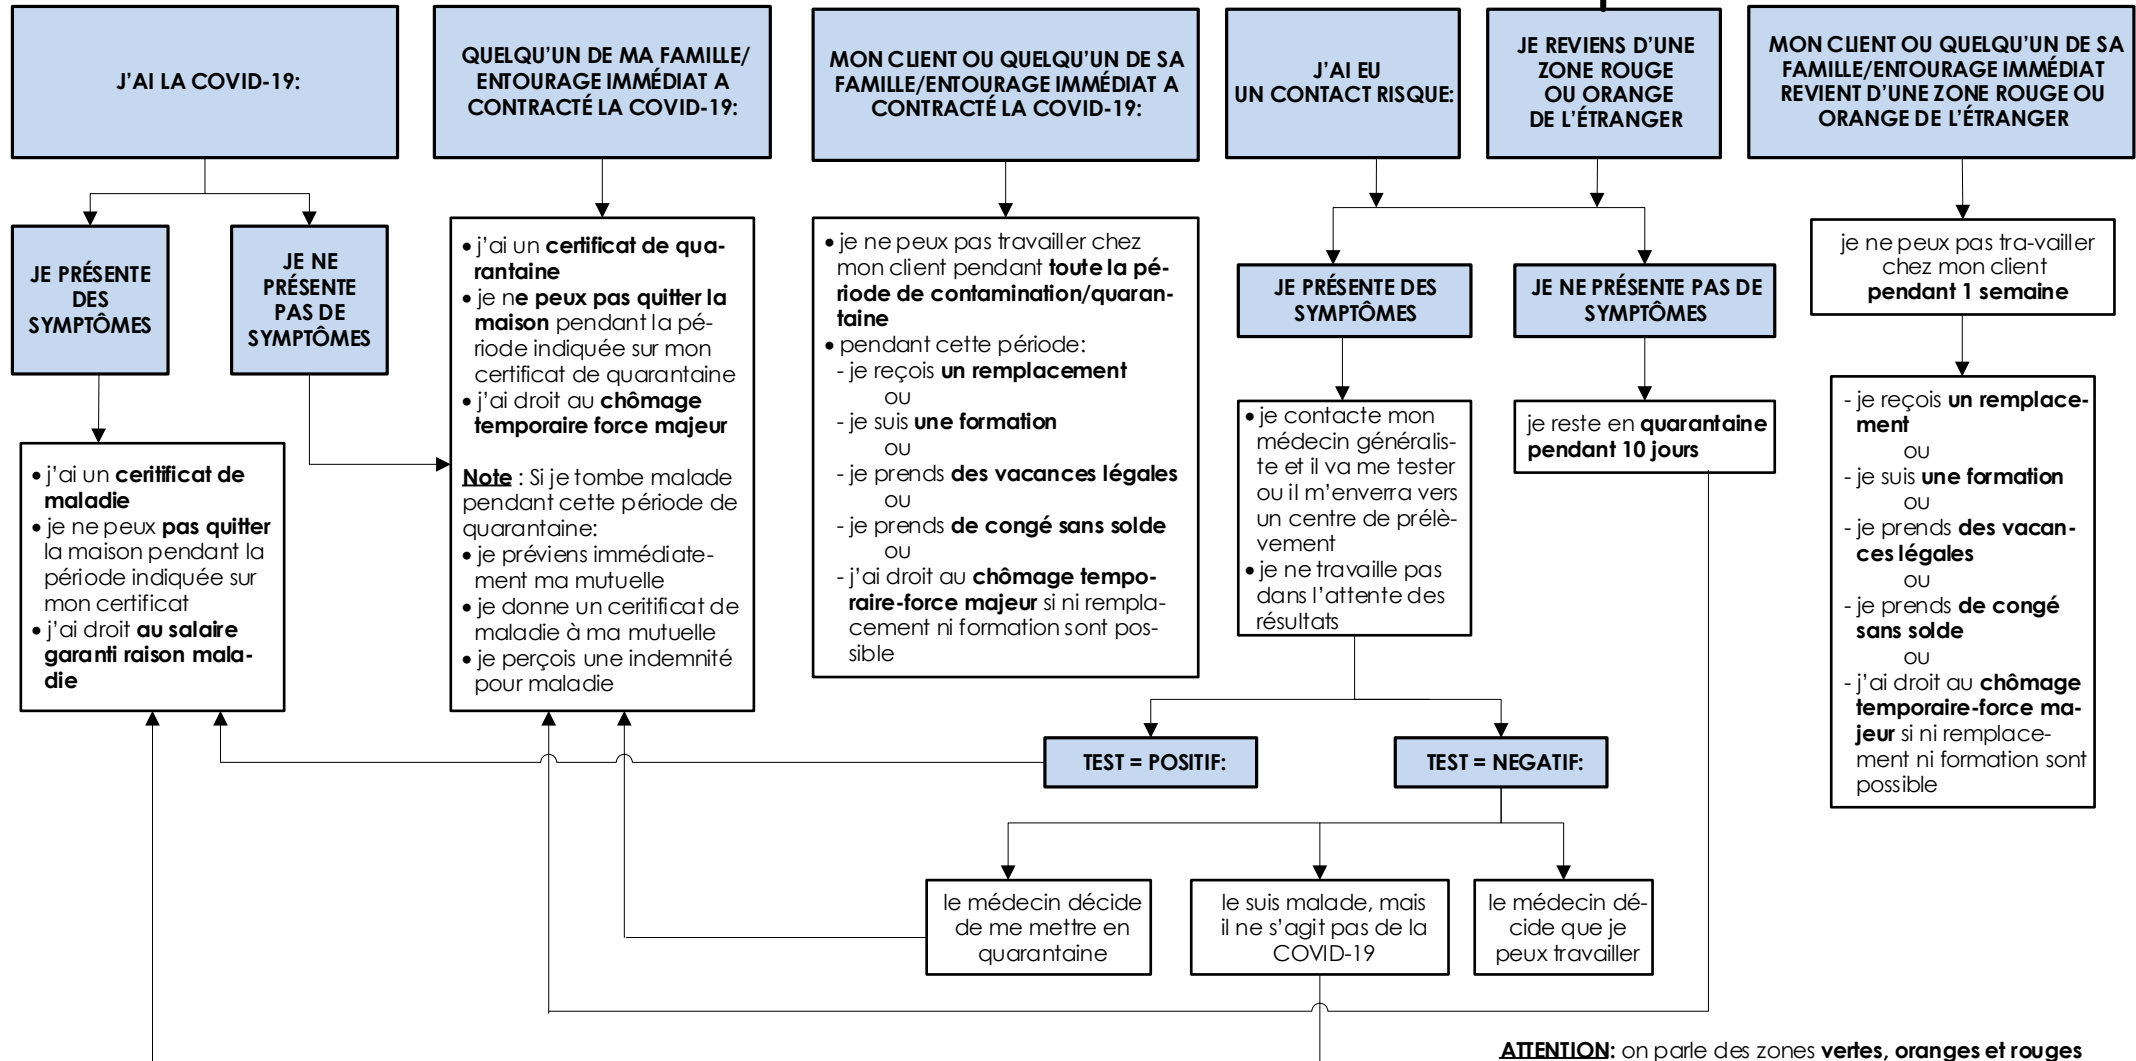 J'AI LA COVID-19:
QUELQU'UN DE MA FAMILLE/
ENTOURAGE IMMÉDIAT A
CONTRACTÉ LA COVID-19:
MON CLIENT OU QUELQU'UN DE SA
FAMILLE/ENTOURAGE IMMÉDIAT A
CONTRACTÉ LA COVID-19:
J'AI EU
UN CONTACT RISQUE:
JE REVIENS D'UNE
ZONE ROUGE
OU ORANGE
DE L'ÉTRANGER
MON CLIENT OU QUELQU'UN DE SA
FAMILLE/ENTOURAGE IMMÉDIAT
REVIENT D'UNE ZONE ROUGE OU
ORANGE DE L'ÉTRANGER
JE PRÉSENTE
DES
SYMPTÔMES
JE NE
PRÉSENTE
PAS DE
SYMPTÔMES
• j'ai un ceritificat de
maladie
• je ne peux pas quitter
la maison pendant la
période indiquée sur
mon certificat
• j'ai droit au salaire
garanti raison mala-
die
• j'ai un certificat de qua-
rantaine
• je ne peux pas quitter la
maison pendant la pé-
riode indiquée sur mon
certificat de quarantaine
• j'ai droit au chômage
temporaire force majeur
Note : Si je tombe malade
pendant cette période de
quarantaine:
• je préviens immédiate-
ment ma mutuelle
• je donne un ceritificat de
maladie à ma mutuelle
• je perçois une indemnité
pour maladie
• je ne peux pas travailler chez
mon client pendant toute la pé-
riode de contamination/quaran-
taine
• pendant cette période:
- je reçois un remplacement
ou
- je suis une formation
ou
- je prends des vacances légales
ou
- je prends de congé sans solde
ou
- j'ai droit au chômage tempo-
raire-force majeur si ni rempla-
cement ni formation sont pos-
sible
JE PRÉSENTE DES
SYMPTÔMES
JE NE PRÉSENTE PAS DE
SYMPTÔMES
• je contacte mon
médecin généralis-
te et il va me tester
ou il m'enverra vers
un centre de prélè-
vement
• je ne travaille pas
dans l'attente des
résultats
je reste en quarantaine
pendant 10 jours
je ne peux pas tra-vailler
chez mon client
pendant 1 semaine
- je reçois un remplace-
ment
ou
- je suis une formation
ou
- je prends des vacan-
ces légales
ou
- je prends de congé
sans solde
ou
- j'ai droit au chômage
temporaire-force ma-
jeur si ni remplace-
ment ni formation sont
possible
TEST = POSITIF:
TEST = NEGATIF:
le médecin décide
de me mettre en
quarantaine
le suis malade, mais
il ne s'agit pas de la
COVID-19
le médecin dé-
cide que je
peux travailler
ATTENTION: on parle des zones vertes, oranges et rouges